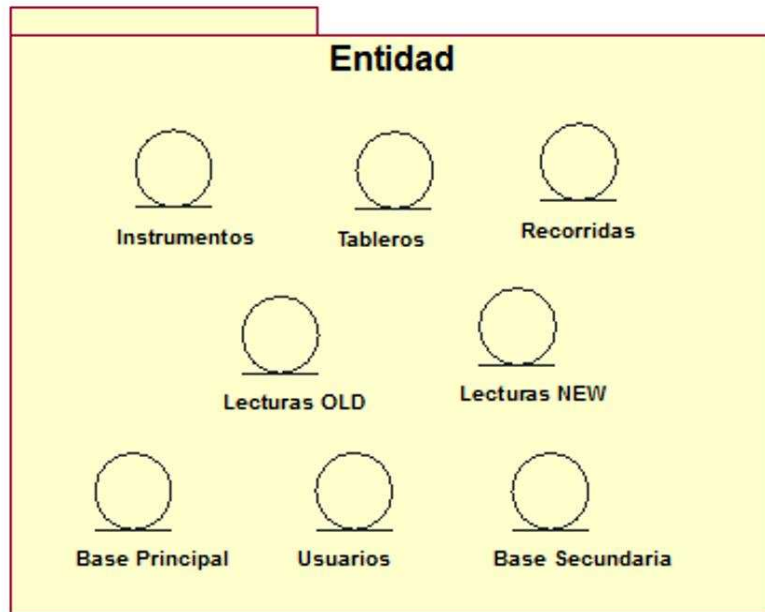 Entidad
Instrumentos
Tableros
Recorridas
Lecturas OLD
Lecturas NEW
Base Principal
Usuarios
Base Secundaria